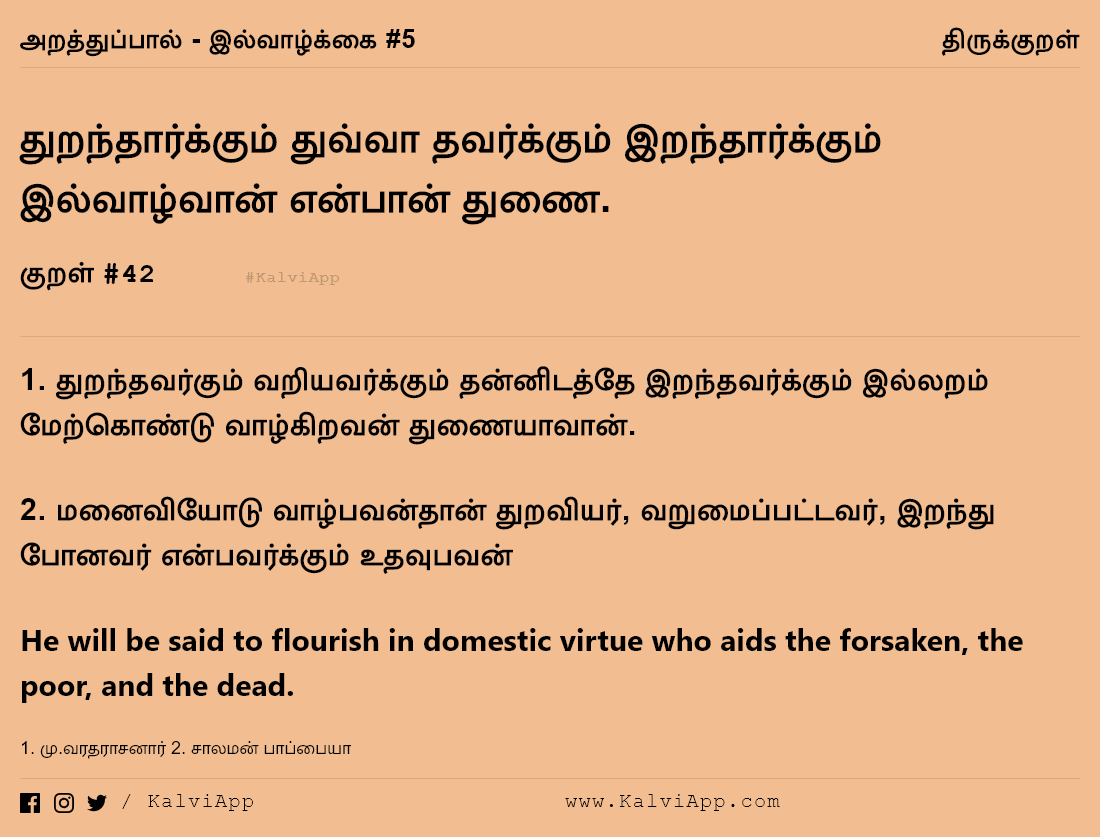 அறத்துப்பால் - இல்வாழ்க்கை #5
திருக்குறள்
துறந்தார்க்கும் துவ்வா தவர்க்கும் இறந்தார்க்கும்
இல்வாழ்வான் என்பான் துணை.
குறள் #42
#KalviApp
1. துறந்தவர்கும் வறியவர்க்கும் தன்னிடத்தே இறந்தவர்க்கும் இல்லறம்
மேற்கொண்டு வாழ்கிறவன் துணையாவான்.
2. மனைவியோடு வாழ்பவன்தான் துறவியர், வறுமைப்பட்டவர், இறந்து
போனவர் என்பவர்க்கும் உதவுபவன்
He will be said to flourish in domestic virtue who aids the forsaken, the
poor, and the dead.
1. மு.வரதராசனார் 2. சாலமன் பாப்பையா
/ KalviApp
www.KalviApp.com